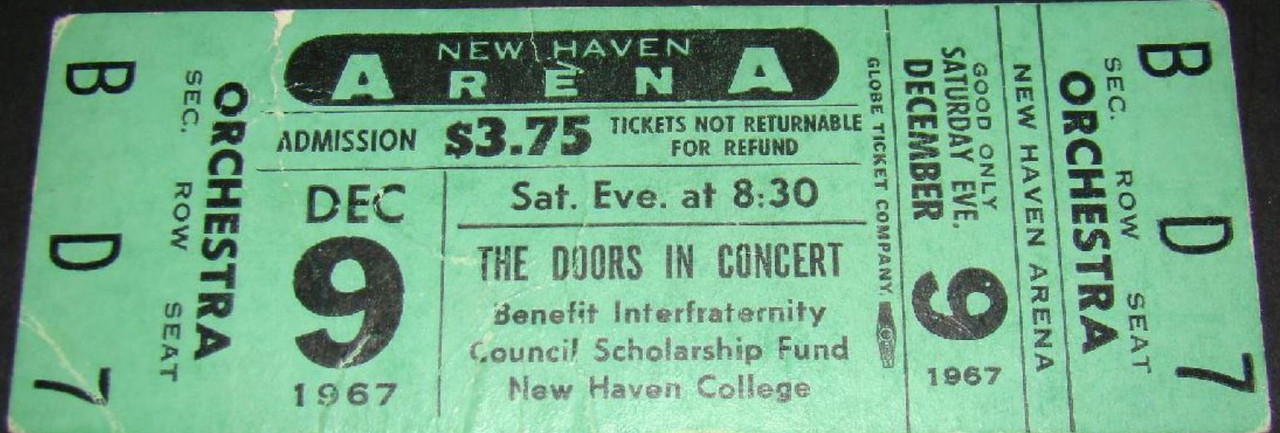 B D 7
SEC. ROW SEAT
ORCHESTRA
NEW HAVEN
ARENA
ADMISSION $3.75 TICKETS NOT RETURNABLE
FOR REFUND
DEC
9
1967
Sat. Eve. at 8:30
THE DOORS IN CONCERT
Benefit Interfraternity
Council Scholarship Fund
New Haven College
GLOBE TICKET COMPANY.
GOOD ONLY
SATURDAY EVE.
DECEMBER
9
1967
NEW HAVEN ARENA
B D 7
SEC. ROW SEAT
ORCHESTRA